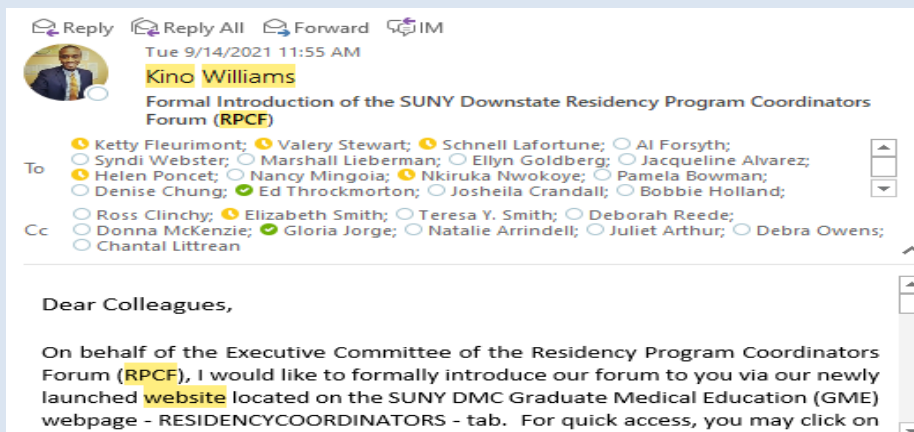 Reply Reply All Forward IM
Tue 9/14/2021 11:55 AM
Kino Williams
Formal Introduction of the SUNY Downstate Residency Program Coordinators
Forum (RPCF)
To
Ketty Fleurimont; Valery Stewart; Schnell Lafortune; Al Forsyth;
Syndi Webster; Marshall Lieberman; Ellyn Goldberg; Jacqueline Alvarez;
Helen Poncet; Nancy Mingoia; Nkiruka Nwokoye; Pamela Bowman;
Denise Chung; Ed Throckmorton; Josheila Crandall; Bobbie Holland;
Cc
Ross Clinchy; Elizabeth Smith; Teresa Y. Smith; Deborah Reede;
Donna McKenzie; Gloria Jorge; Natalie Arrindell; Juliet Arthur; Debra Owens;
Chantal Littrean
Dear Colleagues,
On behalf of the Executive Committee of the Residency Program Coordinators
Forum (RPCF), I would like to formally introduce our forum to you via our newly
launched website located on the SUNY DMC Graduate Medical Education (GME)
webpage - RESIDENCYCOORDINATORS - tab. For quick access, you may click on